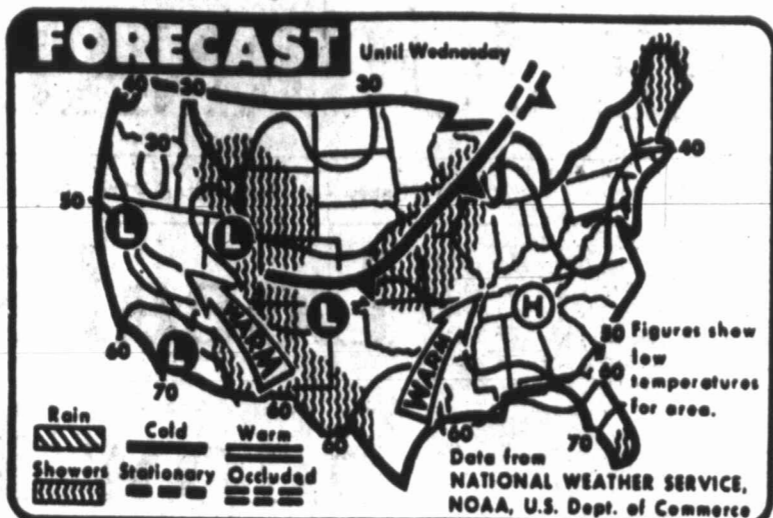 FORECAST Until Wednesday
40 30 30
30
40
50
L L
L H
WARM WARM
L
60
70
60
60
60
70
50 Figures show
60 low
temperatures
for area.
Rain Cold Warm
Showers Stationary Occluded
Data from
NATIONAL WEATHER SERVICE,
NOAA, U.S. Dept. of Commerce